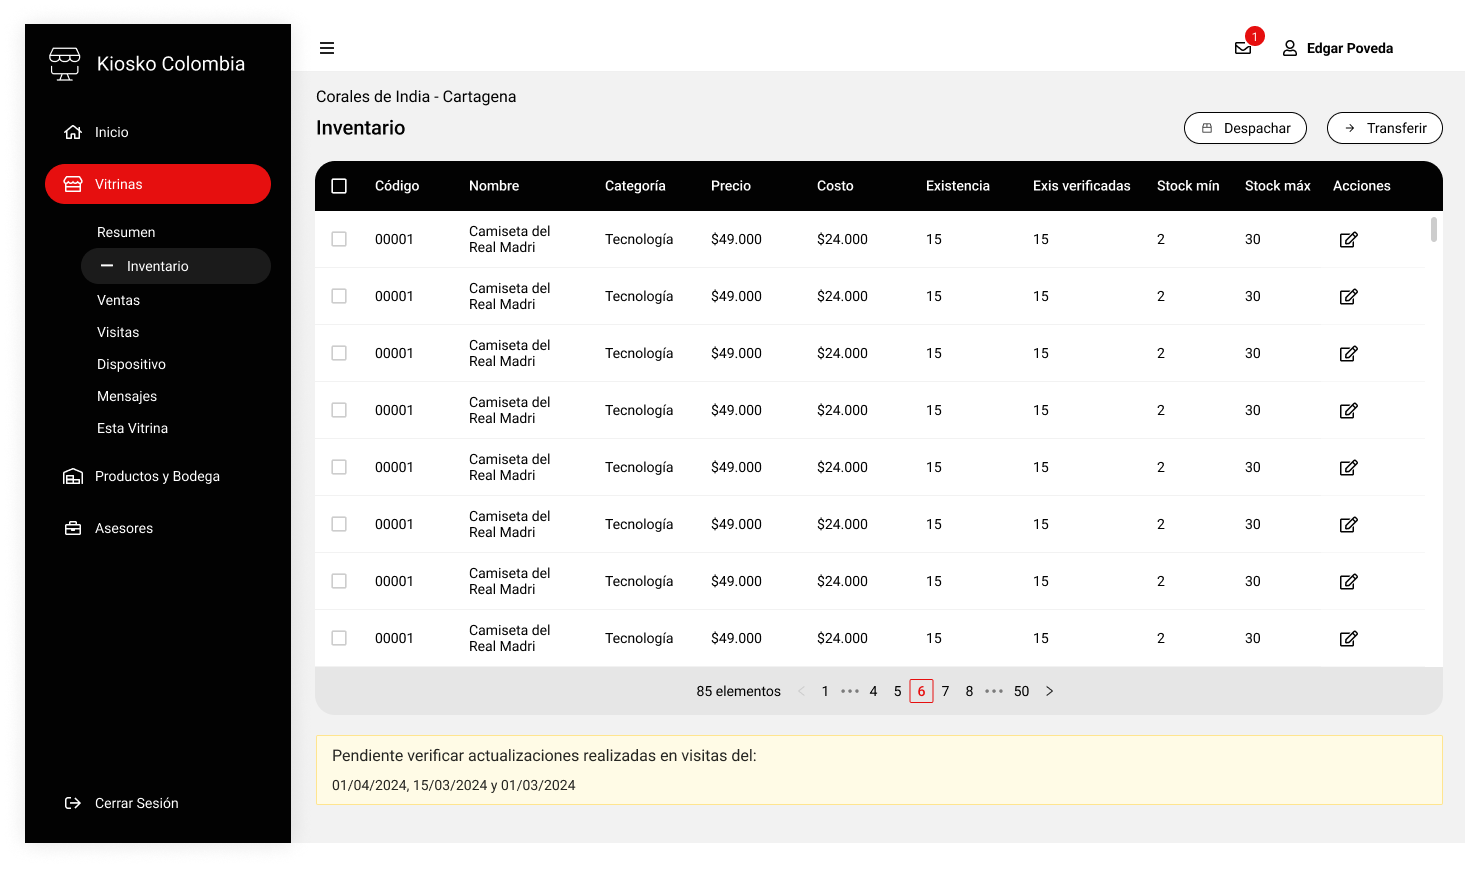 Kiosko Colombia
1
Edgar Poveda
Inicio
Vitrinas
Resumen
Inventario
Ventas
Visitas
Dispositivo
Mensajes
Esta Vitrina
Productos y Bodega
Asesores
Cerrar Sesión
Corales de India - Cartagena
Inventario
Despachar
Transferir
Código Nombre Categoría Precio Costo Existencia Exis verificadas Stock mín Stock máx Acciones
00001 Camiseta del Tecnología $49.000 $24.000 15 15 2 30
Real Madri
00001 Camiseta del Tecnología $49.000 $24.000 15 15 2 30
Real Madri
00001 Camiseta del Tecnología $49.000 $24.000 15 15 2 30
Real Madri
00001 Camiseta del Tecnología $49.000 $24.000 15 15 2 30
Real Madri
00001 Camiseta del Tecnología $49.000 $24.000 15 15 2 30
Real Madri
00001 Camiseta del Tecnología $49.000 $24.000 15 15 2 30
Real Madri
00001 Camiseta del Tecnología $49.000 $24.000 15 15 2 30
Real Madri
00001 Camiseta del Tecnología $49.000 $24.000 15 15 2 30
Real Madri
85 elementos < 1 ••• 4 5 6 7 8 ••• 50 >
Pendiente verificar actualizaciones realizadas en visitas del:
01/04/2024, 15/03/2024 y 01/03/2024